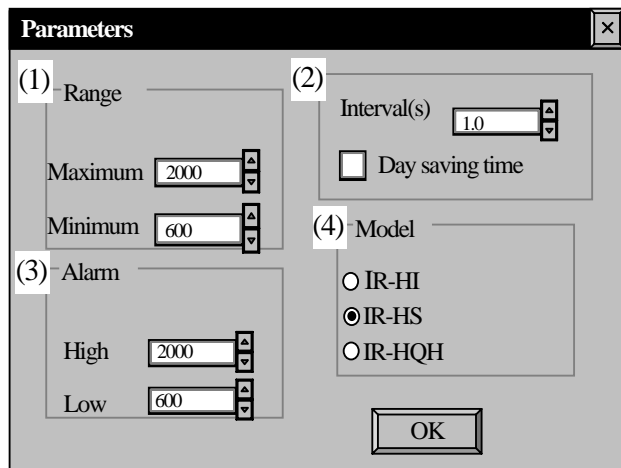 Parameters
(1) Range
Maximum 2000
Minimum 600
(2)
Interval(s) 1.0
Day saving time
(3) Alarm
High 2000
Low 600
(4) Model
IR-HI
IR-HS
IR-HQH
OK